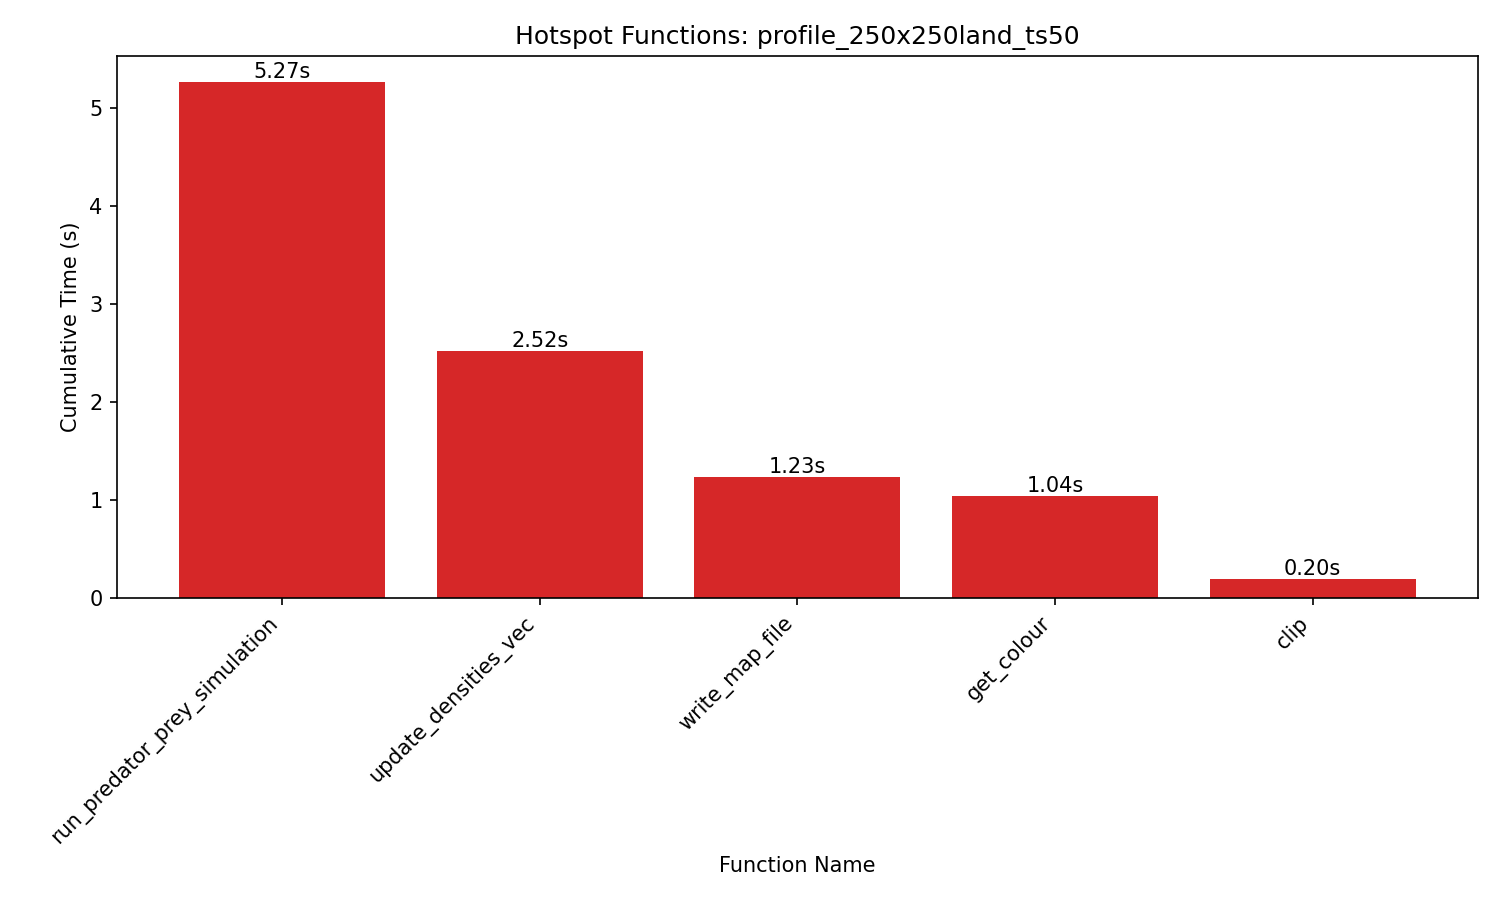 Hotspot Functions: profile_250x250land_ts50
Cumulative Time (s)
5
4
3
2
1
0
5.27s
2.52s
1.23s
1.04s
0.20s
run_predator_prey_simulation
update_densities_vec
write_map_file
get_colour
clip
Function Name